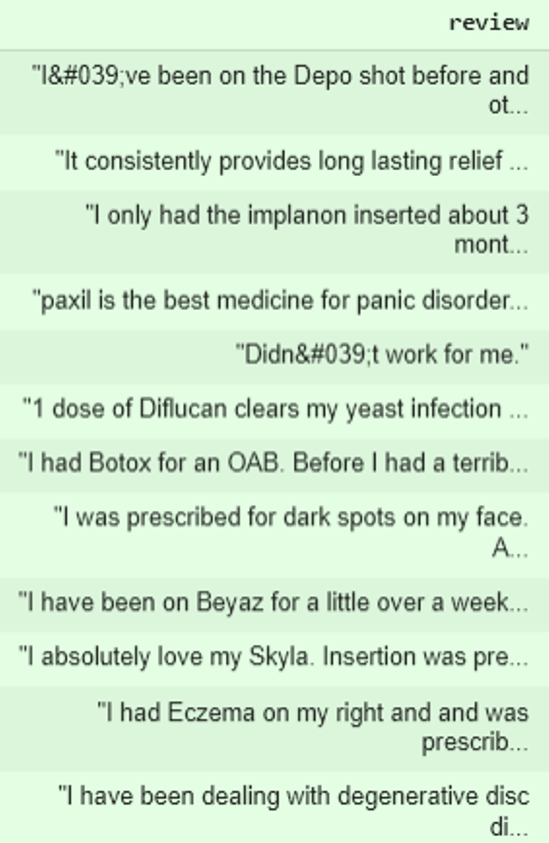 review
"I&#039;ve been on the Depo shot before and
ot...
"It consistently provides long lasting relief ...
"I only had the implanon inserted about 3
mont...
"paxil is the best medicine for panic disorder...
"Didn&#039;t work for me."
"1 dose of Diflucan clears my yeast infection ...
"I had Botox for an OAB. Before I had a terrib...
"I was prescribed for dark spots on my face.
A...
"I have been on Beyaz for a little over a week...
"I absolutely love my Skyla. Insertion was pre...
"I had Eczema on my right and and was
prescrib...
"I have been dealing with degenerative disc
di...